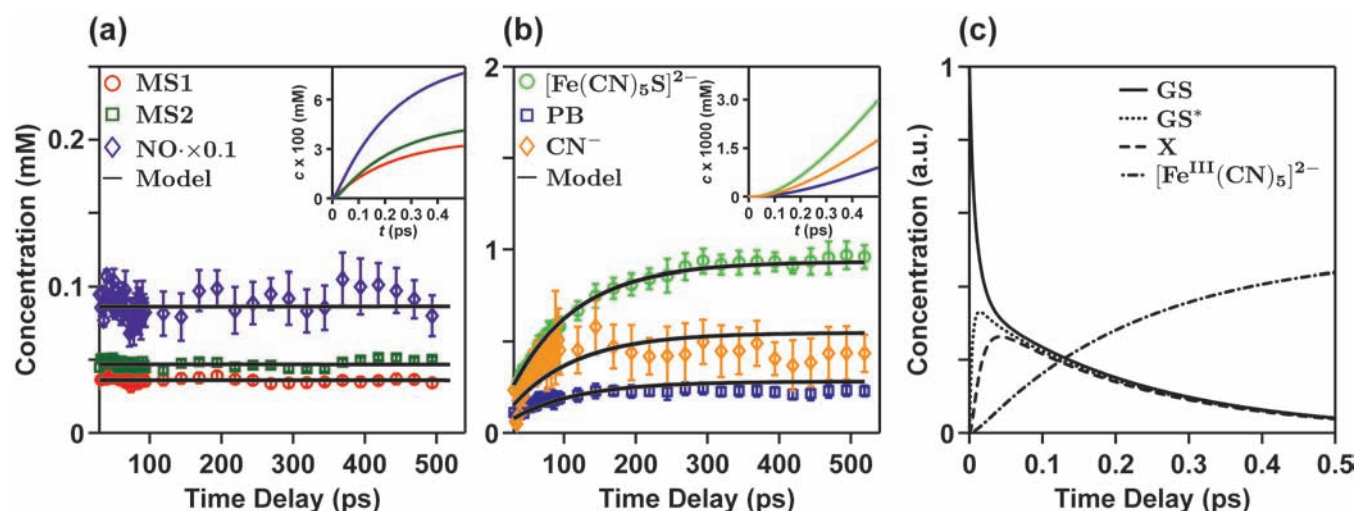 (a)
MS1
MS2
NO·×0.1
Model
Concentration (mM)
0.2
0.1
0
100 200 300 400 500
Time Delay (ps)
c x 100 (mM)
6
3
0
0 0.1 0.2 0.3 0.4
t (ps)
(b)
[Fe(CN)₅S]²⁻
PB
CN⁻
Model
2
1
0
100 200 300 400 500
Time Delay (ps)
c x 1000 (mM)
3.0
1.5
0
0 0.1 0.2 0.3 0.4
t (ps)
(c)
GS
GS*
X
[Feᴵᴵᴵ(CN)₅]²⁻
Concentration (a.u.)
1
0
0 0.1 0.2 0.3 0.4 0.5
Time Delay (ps)